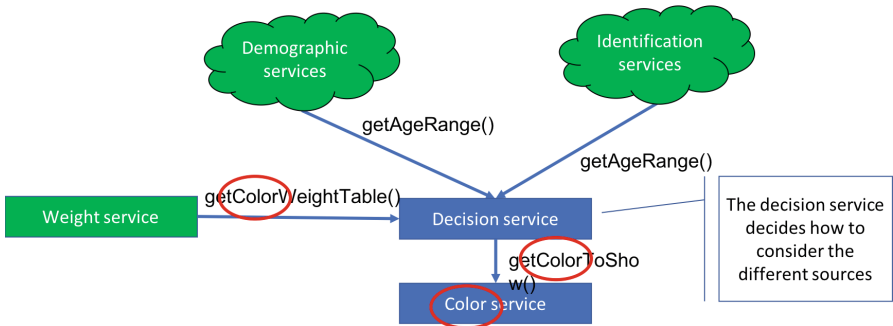 Demographic
services
Identification
services
getAgeRange()
getAgeRange()
getColorWeightTable()
Weight service
Decision service
The decision service
decides how to
consider the
different sources
getColorToSho
w()
Color service